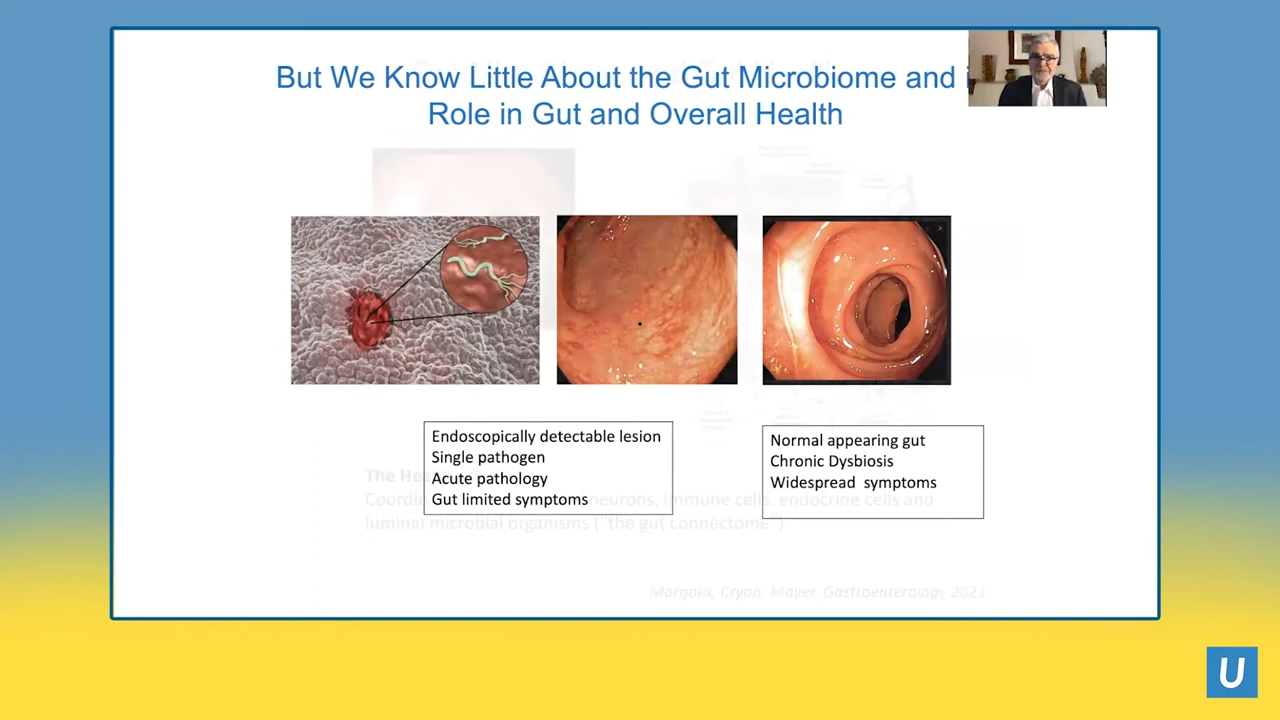 But We Know Little About the Gut Microbiome and i
Role in Gut and Overall Health
Endoscopically detectable lesion
Single pathogen
Acute pathology
Gut limited symptoms
Normal appearing gut
Chronic Dysbiosis
Widespread symptoms
The
neurons, immune cells, endocrine cells and
luminal microbial organisms ("the gut connectome")
Margolis, Cryan, Mayer. Gastroenterology 2021
U